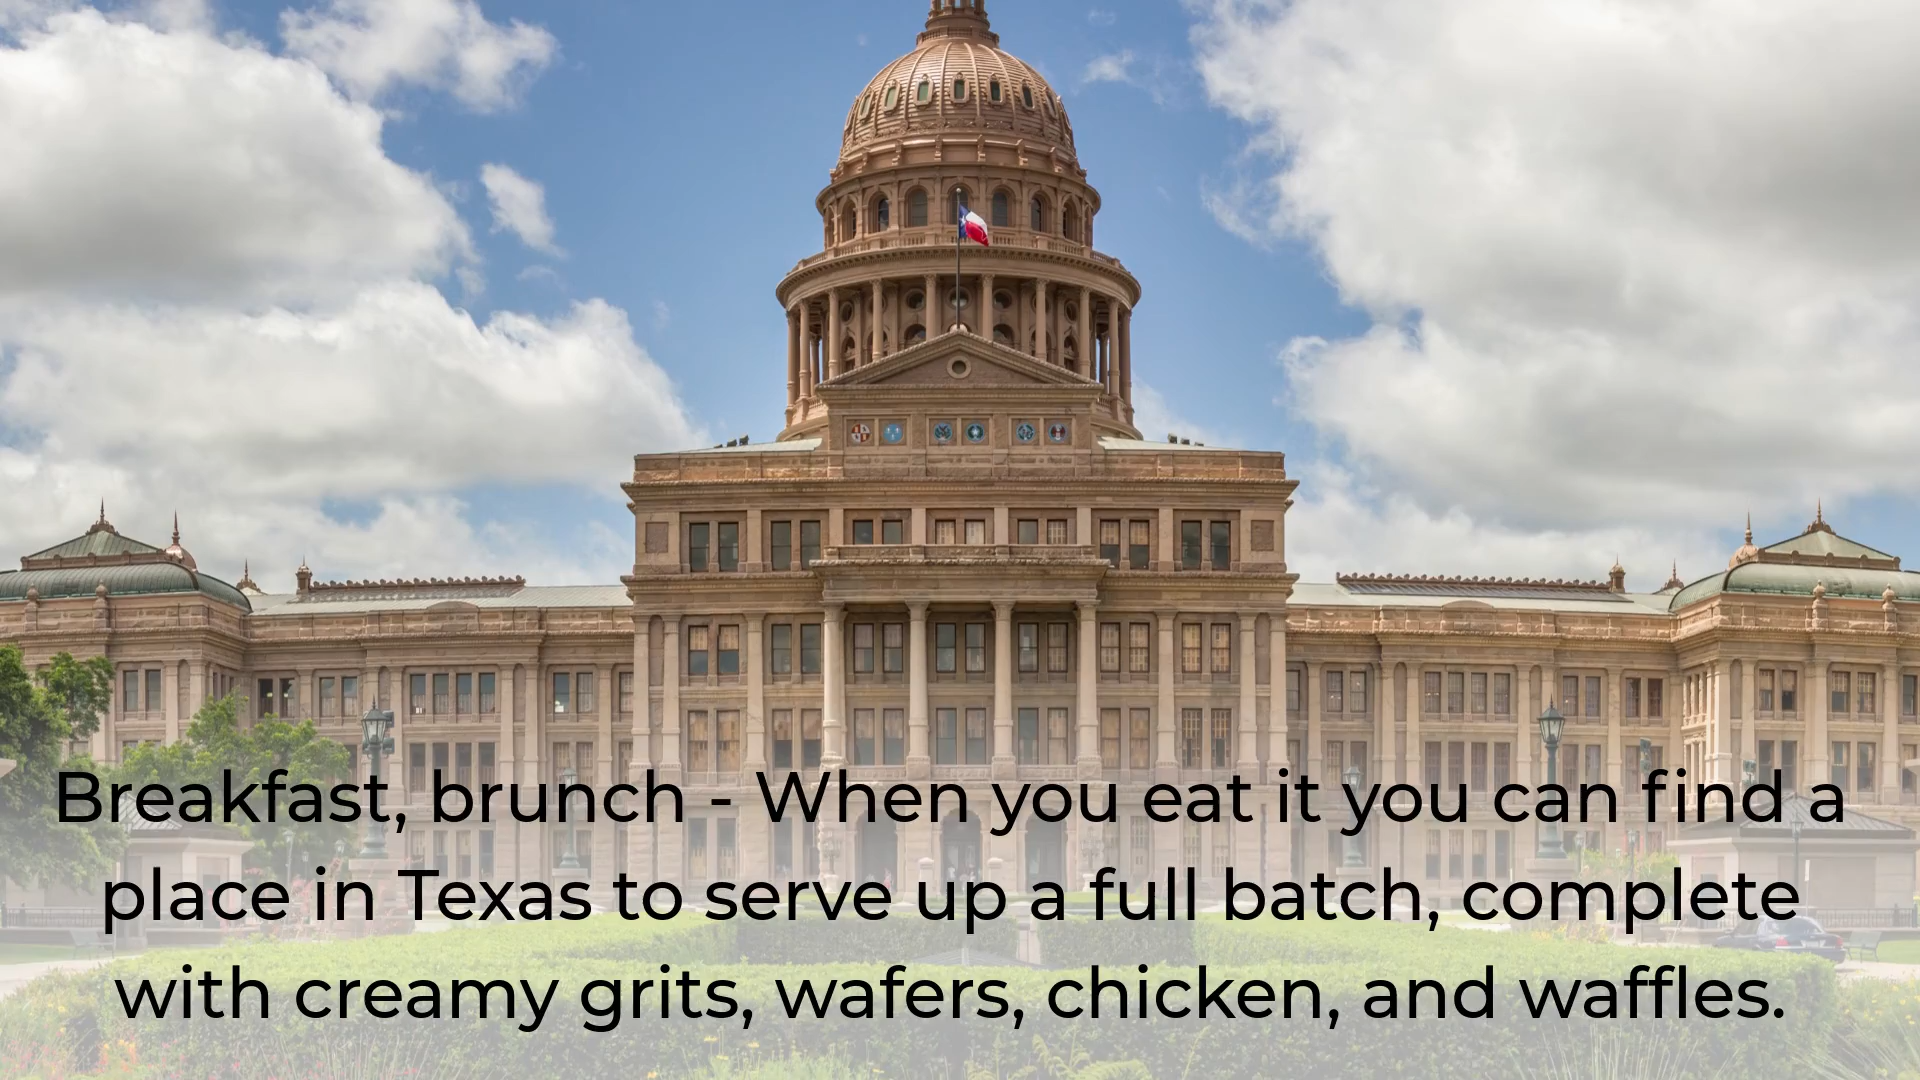 Breakfast, brunch - When you eat it you can find a
place in Texas to serve up a full batch, complete
with creamy grits, wafers, chicken, and waffles.